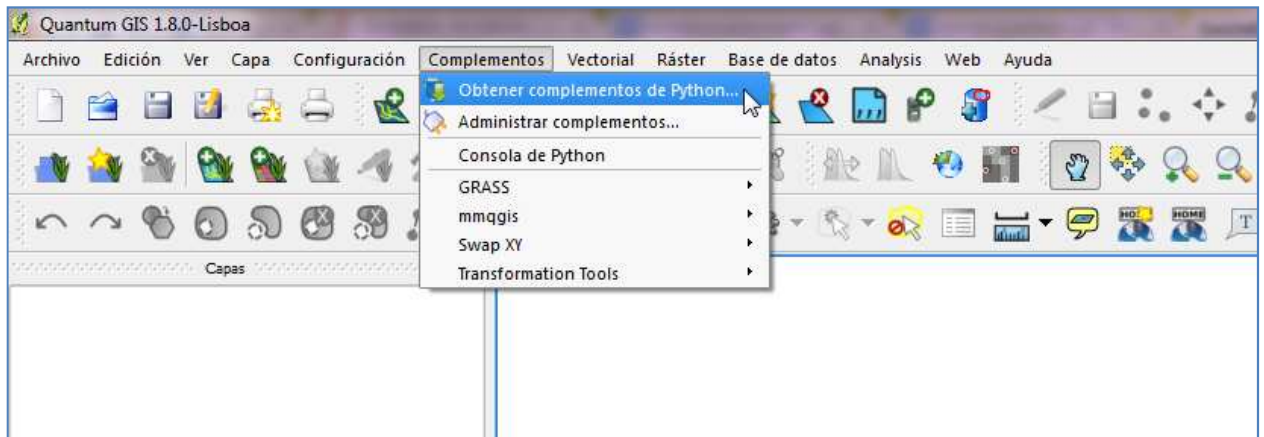 Quantum GIS 1.8.0-Lisboa
Archivo Edición Ver Capa Configuración Complementos Vectorial Ráster Base de datos Analysis Web Ayuda
Obtener complementos de Python...
Administrar complementos...
Consola de Python
GRASS
mmqgis
Swap XY
Transformation Tools
HOME
T
Capas